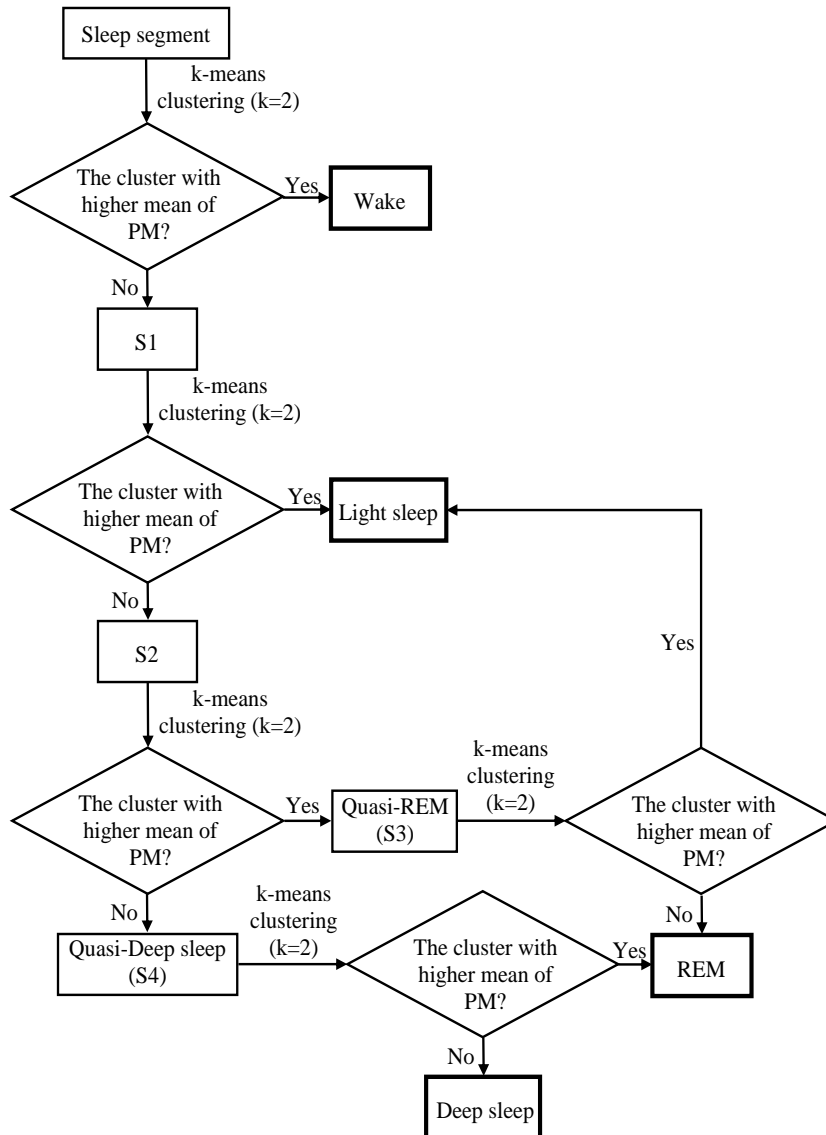 Sleep segment
k-means
clustering (k=2)
The cluster with
higher mean of
PM?
Yes
Wake
No
S1
k-means
clustering (k=2)
The cluster with
higher mean of
PM?
Yes
Light sleep
No
S2
Yes
k-means
clustering (k=2)
The cluster with
higher mean of
PM?
Yes
Quasi-REM
(S3)
k-means
clustering
(k=2)
The cluster with
higher mean of
PM?
No
No
Quasi-Deep sleep
(S4)
k-means
clustering
(k=2)
The cluster with
higher mean of
PM?
Yes
REM
No
Deep sleep